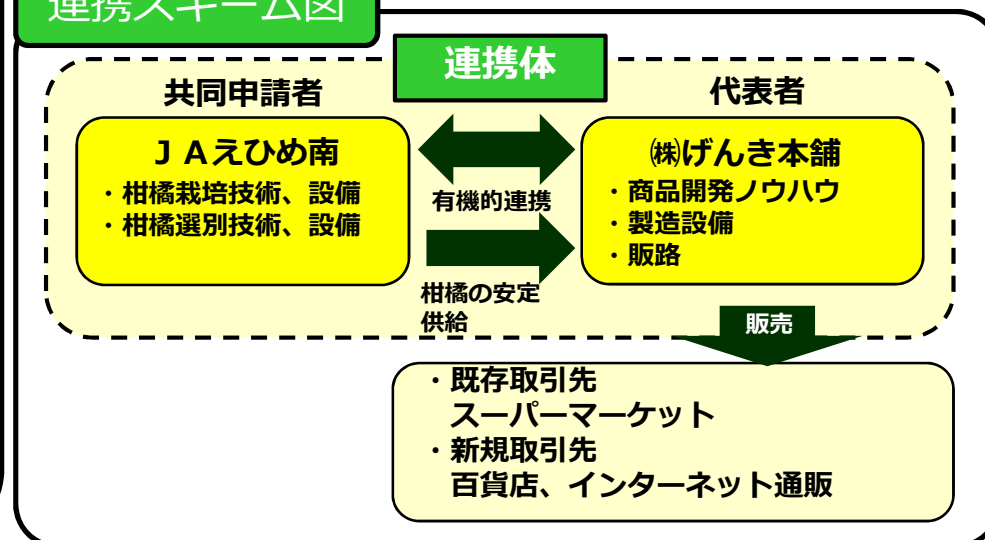 連携スキーム図
連携体
共同申請者
ＪＡえひめ南
・柑橘栽培技術、設備
・柑橘選別技術、設備
有機的連携
柑橘の安定
供給
代表者
㈱げんき本舗
・商品開発ノウハウ
・製造設備
・販路
販売
・既存取引先
スーパーマーケット
・新規取引先
百貨店、インターネット通販